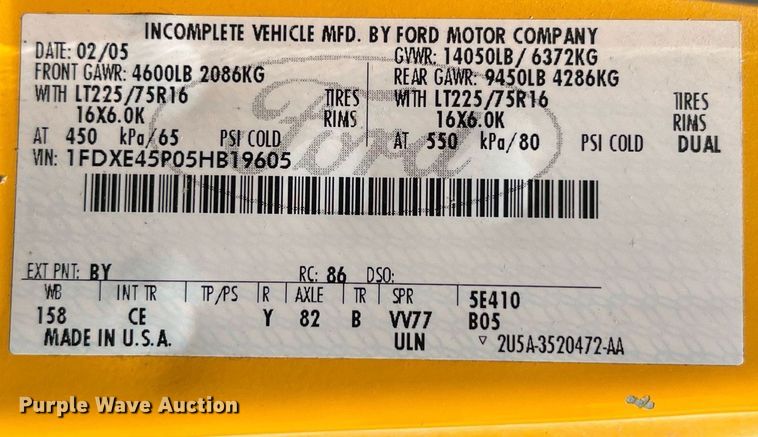 INCOMPLETE VEHICLE MFD. BY FORD MOTOR COMPANY
DATE: 02/05 GVWR: 14050LB/ 6372KG
FRONT GAWR: 4600LB 2086KG REAR GAWR: 9450LB 4286KG
WITH LT225/75R16 TIRES WITH LT225/75R16 TIRES
16X6.0K RIMS 16X6.0K RIMS
AT 450 kPa/65 PSI COLD AT 550 kPa/80 PSI COLD DUAL
VIN: 1FDXE45P05HB19605
Ford
EXT PNT: BY RC: 86 DSO:
WB INT TR TP/PS R AXLE TR SPR 5E410
158 CE Y 82 B VV77 B05
MADE IN U.S.A. ULN ▽ 2U5A-3520472-AA
Purple Wave Auction